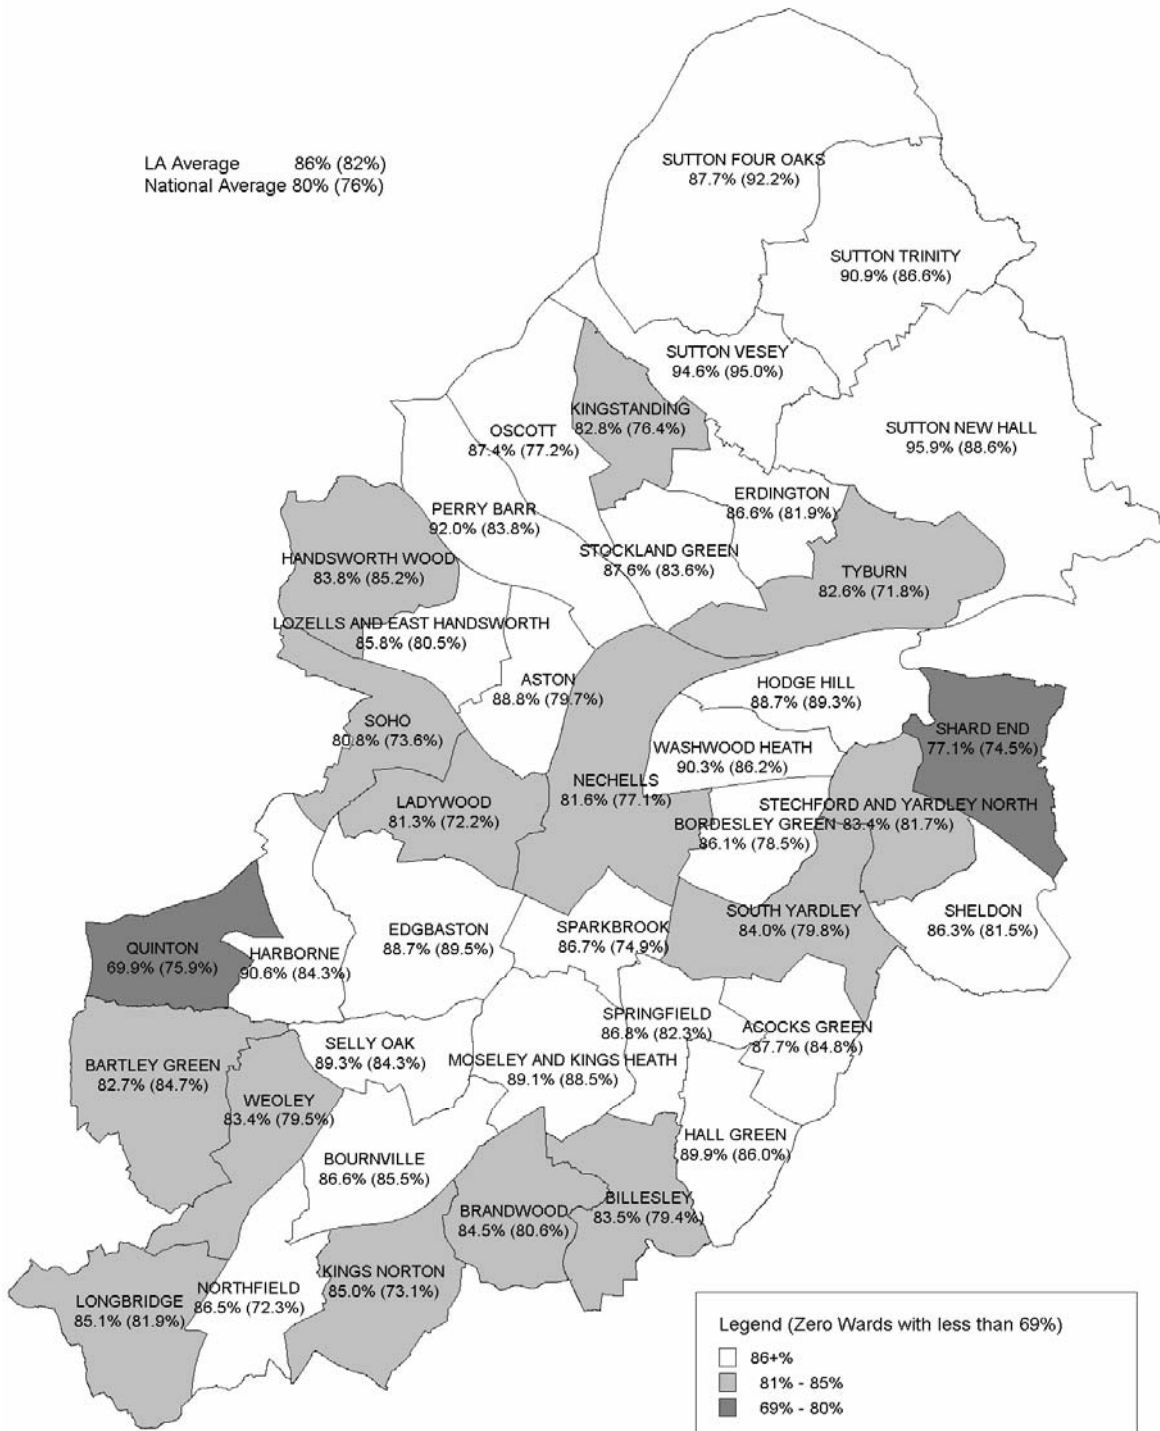 LA Average 86% (82%)
National Average 80% (76%)
SUTTON FOUR OAKS
87.7% (92.2%)
SUTTON TRINITY
90.9% (86.6%)
SUTTON VESEY
94.6% (95.0%)
KINGSTANDING
82.8% (76.4%)
SUTTON NEW HALL
95.9% (88.6%)
OSCOTT
87.4% (77.2%)
ERDINGTON
86.6% (81.9%)
PERRY BARR
92.0% (83.8%)
STOCKLAND GREEN
87.6% (83.6%)
HANDSWORTH WOOD
83.8% (85.2%)
TYBURN
82.6% (71.8%)
LOZELLS AND EAST HANDSWORTH
85.8% (80.5%)
ASTON
88.8% (79.7%)
HODGE HILL
88.7% (89.3%)
SOHO
80.8% (73.6%)
SHARD END
77.1% (74.5%)
WASHWOOD HEATH
90.3% (86.2%)
NECHELLS
81.6% (77.1%)
LADYWOOD
81.3% (72.2%)
STECHFORD AND YARDLEY NORTH
83.4% (81.7%)
BORDESLEY GREEN
86.1% (78.5%)
SOUTH YARDLEY
84.0% (79.8%)
SHELDON
86.3% (81.5%)
EDGBASTON
88.7% (89.5%)
SPARKBROOK
86.7% (74.9%)
QUINTON
69.9% (75.9%)
HARBORNE
90.6% (84.3%)
SPRINGFIELD
86.8% (82.3%)
ACOCKS GREEN
87.7% (84.8%)
SELLY OAK
89.3% (84.3%)
MOSELEY AND KINGS HEATH
89.1% (88.5%)
BARTLEY GREEN
82.7% (84.7%)
WEOLEY
83.4% (79.5%)
HALL GREEN
89.9% (86.0%)
BOURNVILLE
86.6% (85.5%)
BILLESLEY
83.5% (79.4%)
BRANDWOOD
84.5% (80.6%)
KINGS NORTON
85.0% (73.1%)
NORTHFIELD
86.5% (72.3%)
LONGBRIDGE
85.1% (81.9%)
Legend (Zero Wards with less than 69%)
86+%
81% - 85%
69% - 80%